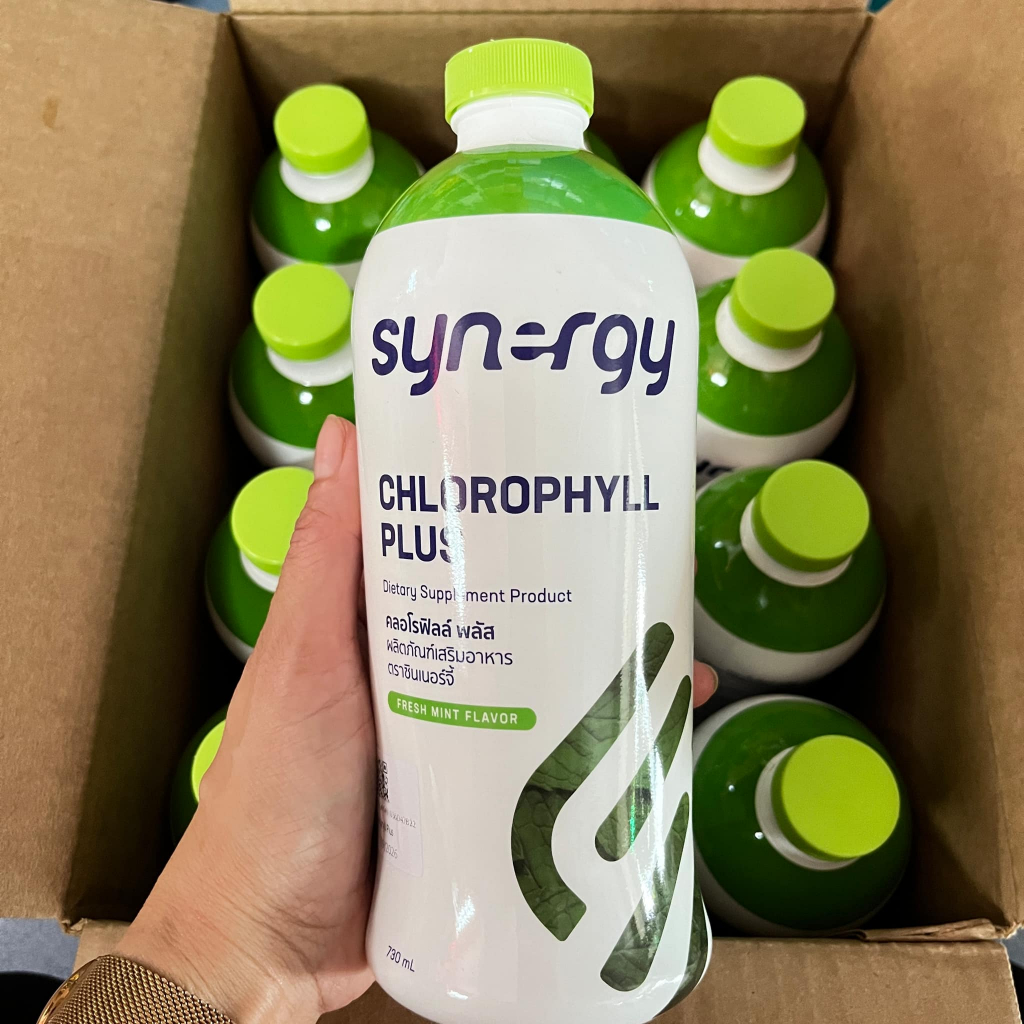 synergy
CHLOROPHYLL
PLUS
Dietary Supplement Product
คลอโรฟิลล์ พลัส
ผลิตภัณฑ์เสริมอาหาร
ตราซินเนอร์จี้
FRESH MINT FLAVOR
730 mL